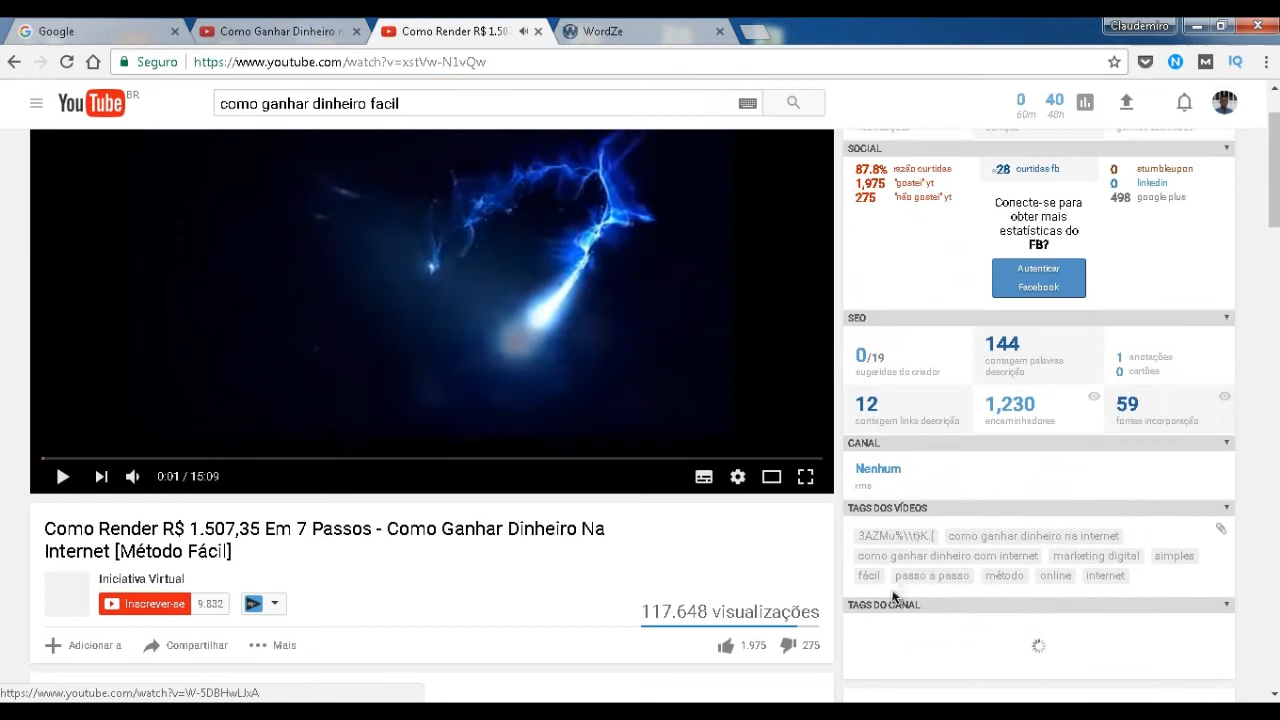 Google
Como Ganhar Dinheiro n
Como Render R$ 1.507
WordZe
Claudemiro
Seguro
https://www.youtube.com/watch?v=xstVw-N1vQw
YouTube BR
como ganhar dinheiro facil
0 40
60m 48h
SOCIAL
87.8% razão curtidas
1,975 "gostei" yt
275 "não gostei" yt
≈28 curtidas fb
Conecte-se para
obter mais
estatísticas do
FB?
Autenticar
Facebook
0 stumbleupon
0 linkedin
498 google plus
SEO
0/19
sugeridos do criador
144
contagem palavras
descrição
1 anotações
0 cartões
12
contagem links descrição
1,230
encaminhadores
59
fontes incorporação
CANAL
Nenhum
rms
TAGS DOS VÍDEOS
como ganhar dinheiro na internet
como ganhar dinheiro com internet marketing digital simples
fácil passo a passo método online internet
TAGS DO CANAL
0:01 / 15:09
Como Render R$ 1.507,35 Em 7 Passos - Como Ganhar Dinheiro Na
Internet [Método Fácil]
Iniciativa Virtual
Inscrever-se 9.832
117.648 visualizações
Adicionar a Compartilhar Mais
1.975 275
https://www.youtube.com/watch?v=W-5DBHwLJxA